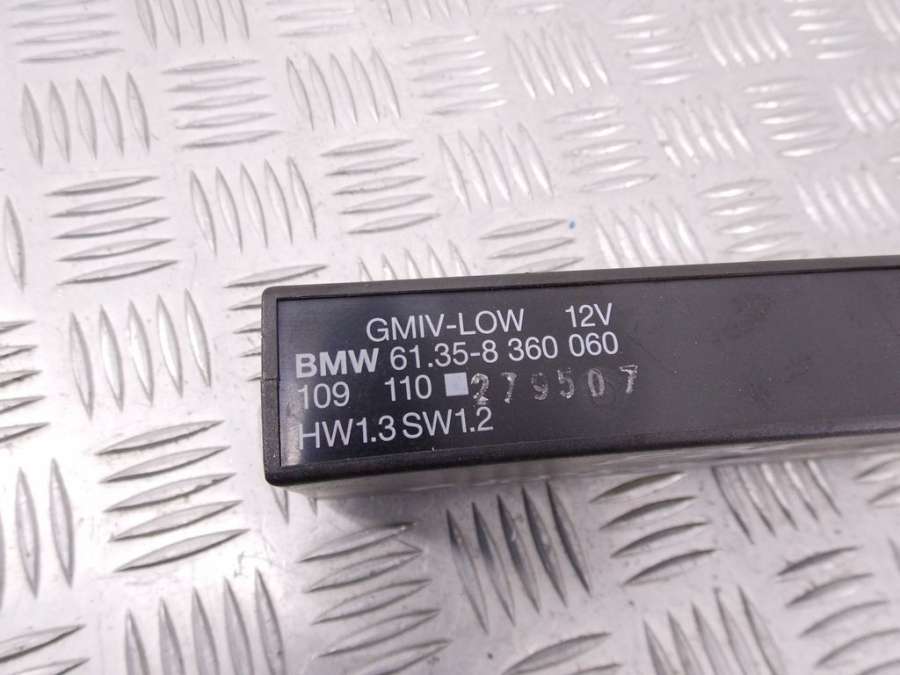 GMIV-LOW 12V
BMW 61.35-8 360 060
109 110 279507
HW1.3 SW1.2